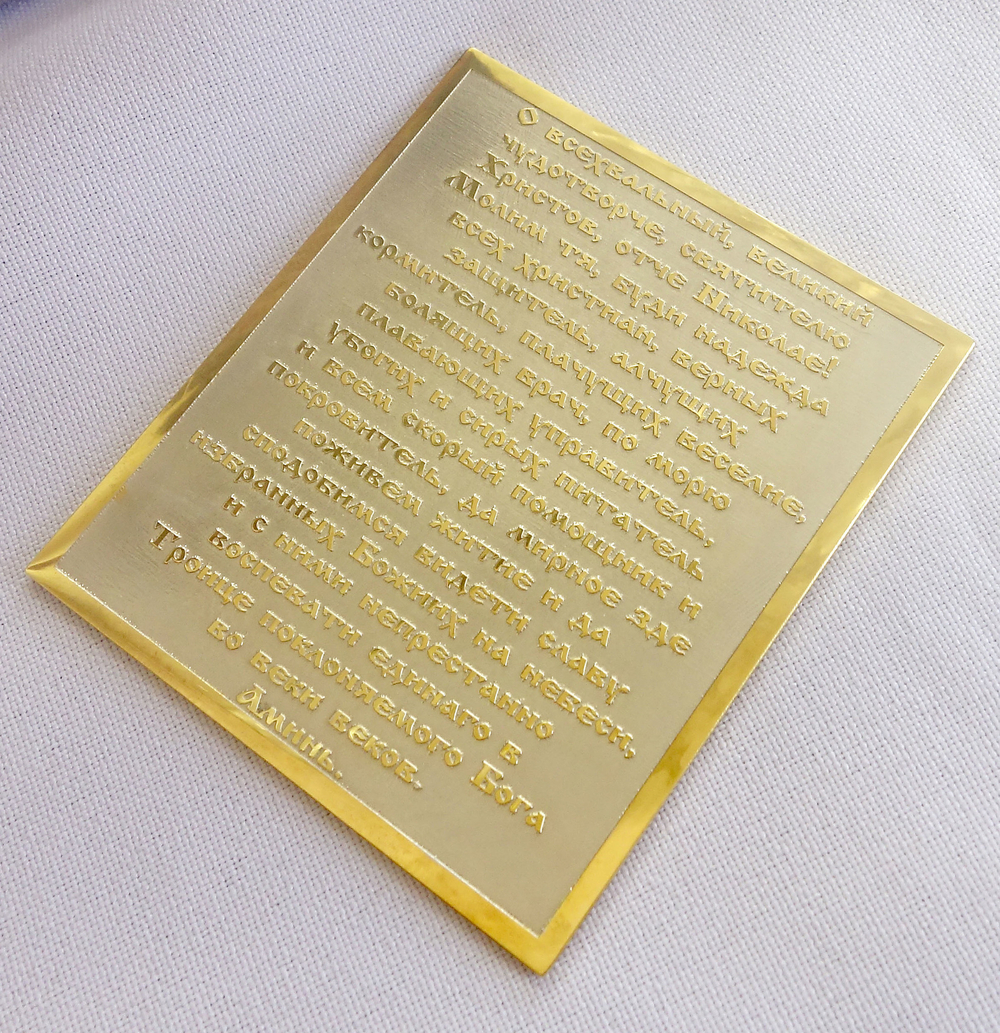 О всехвальный, великий
чудотворче, святителю
Христов, отче Николае!
Молим тя, буди надежда
всех христиан, верных
защитель, алчущих
кормитель, плачущих веселие,
болящих врач, по морю
плавающих управитель,
убогих и сирых питатель
и всем скорый помощник и
покровитель, да мирное зде
поживем житие и да
сподобимся видети славу
избранных Божиих на небеси,
и с ними непрестанно
воспевати единаго в
Троице поклоняемого Бога
во веки веков.
Аминь.